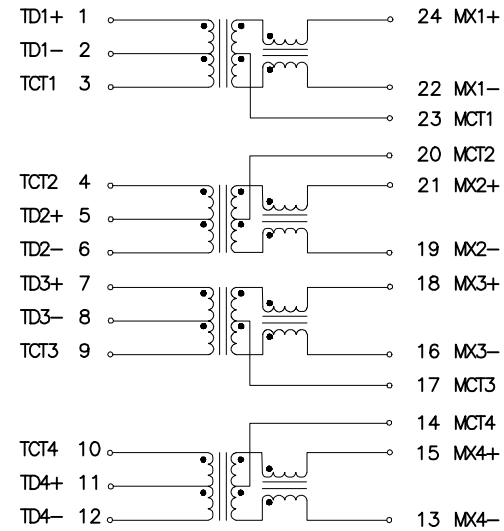 TD1+ 1 24 MX1+
TD1- 2
TCT1 3 22 MX1-
23 MCT1
20 MCT2
TCT2 4 21 MX2+
TD2+ 5
TD2- 6 19 MX2-
TD3+ 7 18 MX3+
TD3- 8
TCT3 9 16 MX3-
17 MCT3
14 MCT4
TCT4 10 15 MX4+
TD4+ 11
TD4- 12 13 MX4-